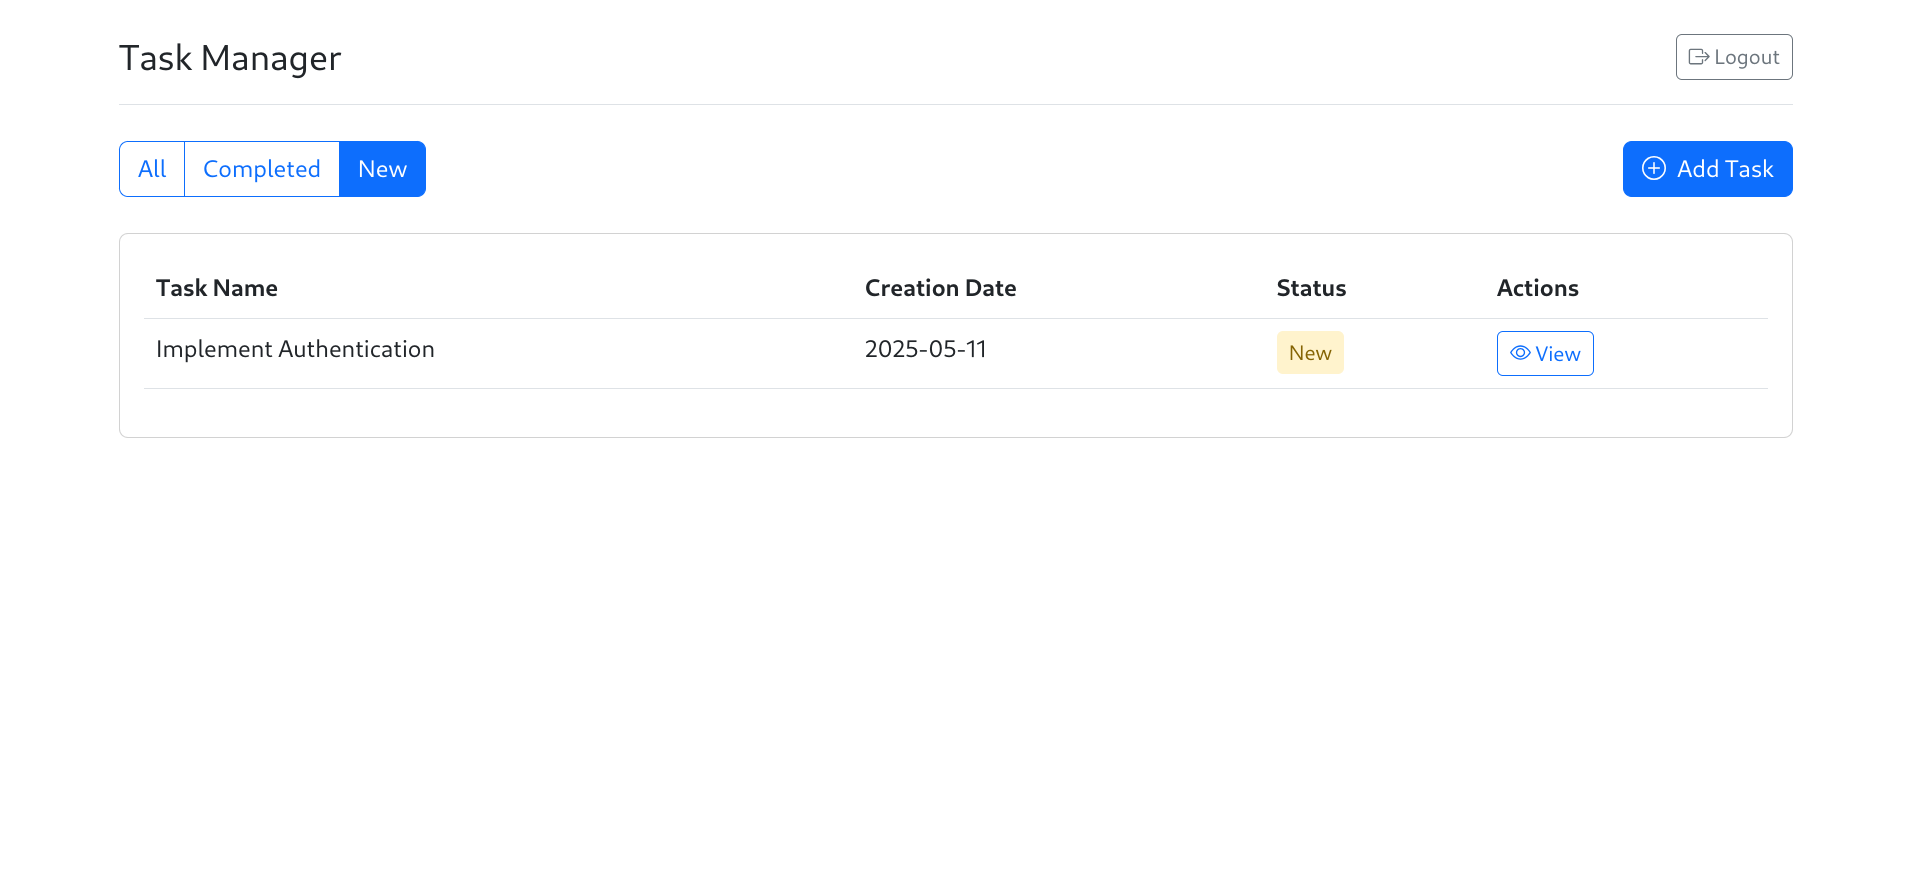 Task Manager
Logout
All Completed New
Add Task
Task Name Creation Date Status Actions
Implement Authentication 2025-05-11 New View